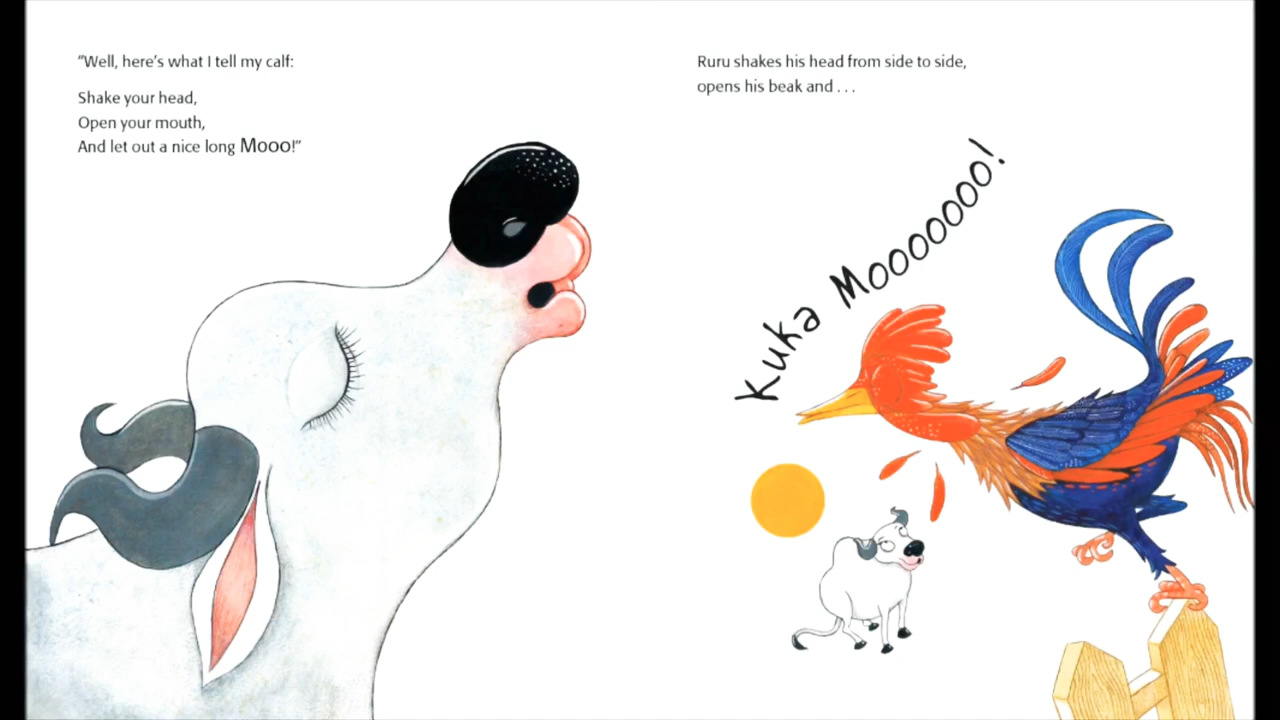 “Well, here’s what I tell my calf:
Shake your head,
Open your mouth,
And let out a nice long Mooo!”
Ruru shakes his head from side to side,
opens his beak and . . .
Kuka Mooooooo!